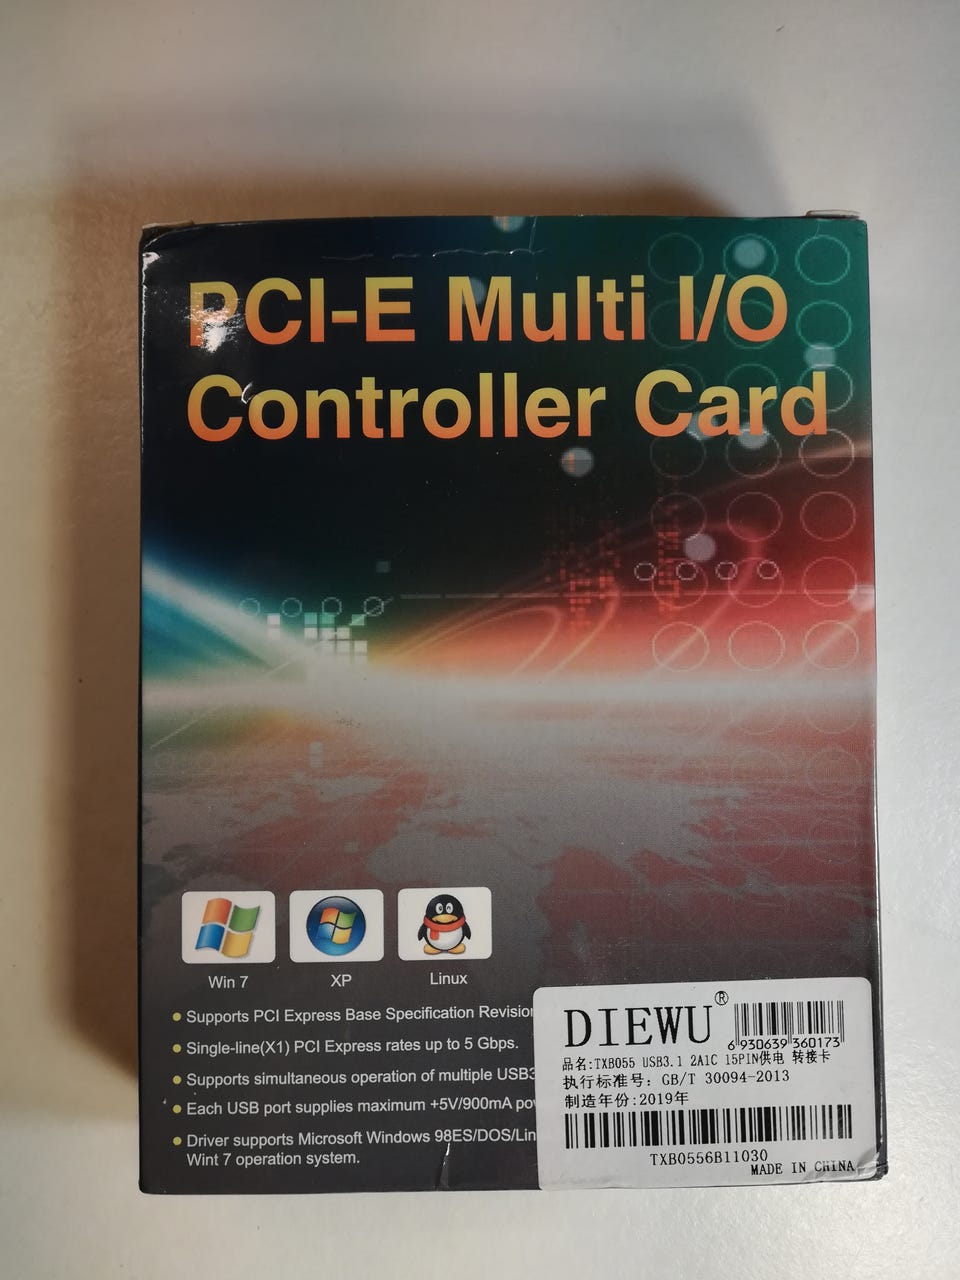 PCI-E Multi I/O
Controller Card
Win 7
XP
Linux
Supports PCI Express Base Specification
Single-line(X1) PCI Express rates up to 5 Gbps.
Supports simultaneous operation of multiple
Each USB port supplies maximum +5V/900mA
Driver supports Microsoft Windows 98ES/DOS/
Wint 7 operation system.
DIEWU®
6 930639 360173
品名:TXB055 USB3.1 2A1C 15PIN供电 转接卡
执行标准号: GB/T 30094-2013
制造年份:2019年
TXB0556B11030
MADE IN CHINA